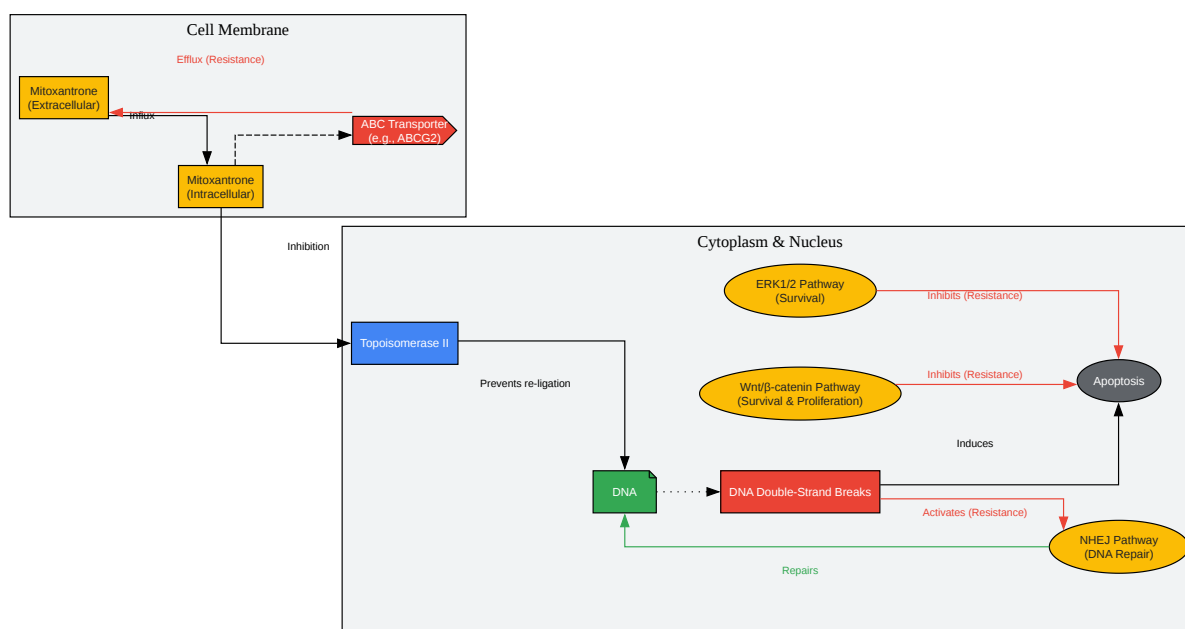 Cell Membrane
Efflux (Resistance)
Mitoxantrone
(Extracellular)
Influx
ABC Transporter
(e.g., ABCG2)
Mitoxantrone
(Intracellular)
Inhibition
Cytoplasm & Nucleus
ERK1/2 Pathway
(Survival)
Inhibits (Resistance)
Topoisomerase II
Prevents re-ligation
Wnt/β-catenin Pathway
(Survival & Proliferation)
Inhibits (Resistance)
Apoptosis
Induces
DNA
DNA Double-Strand Breaks
Activates (Resistance)
NHEJ Pathway
(DNA Repair)
Repairs